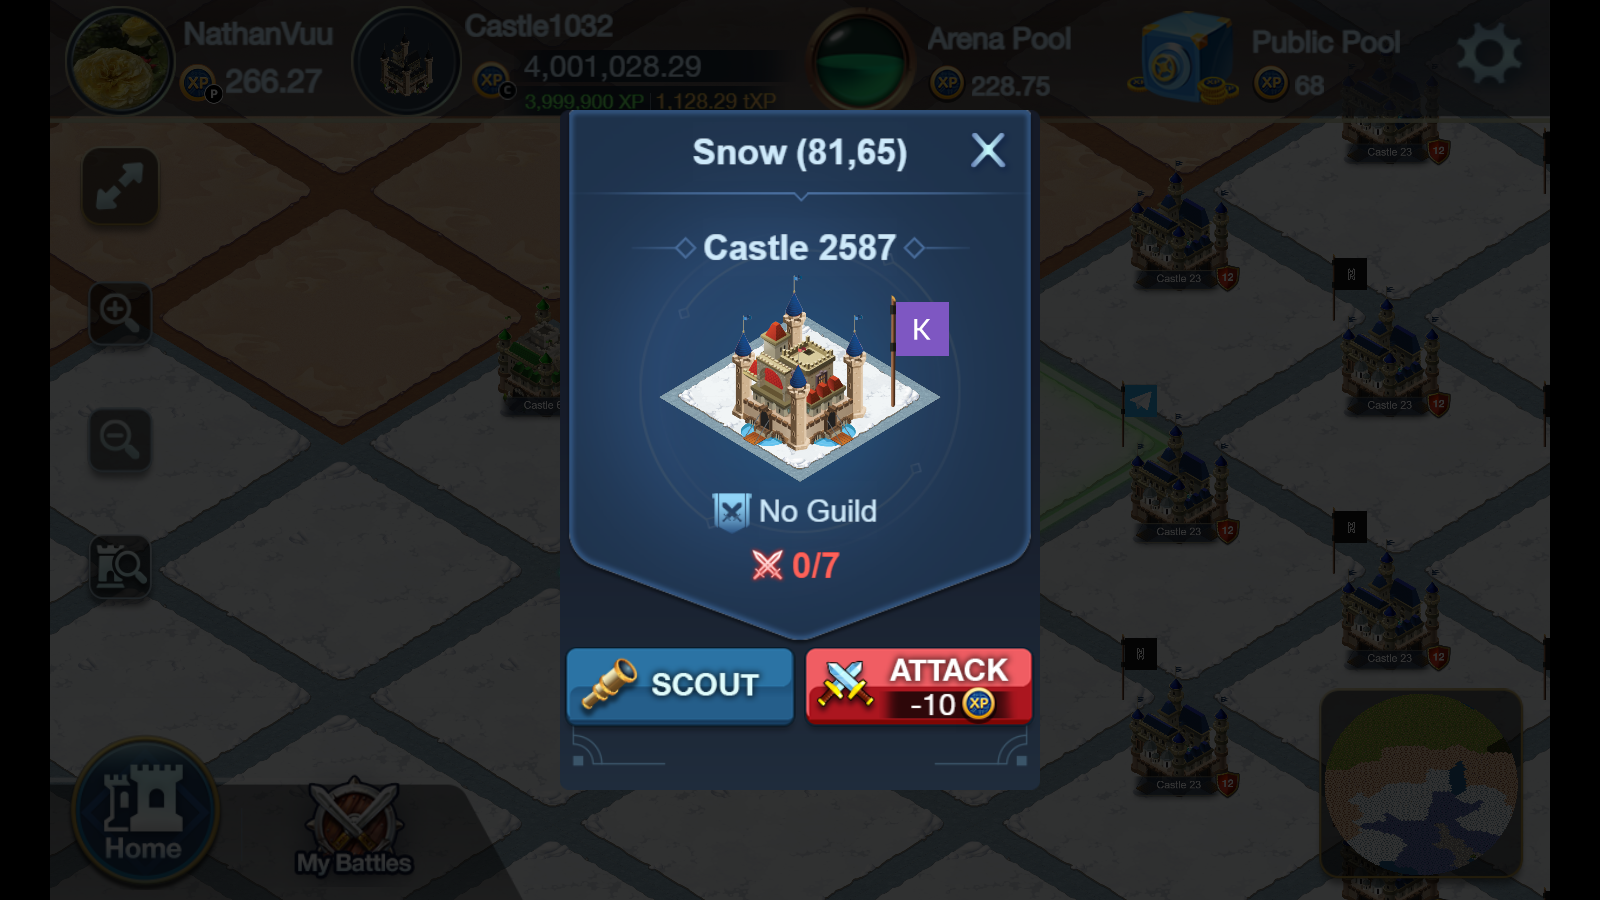 NathanVuu
XP P 266.27
Castle1032
XP C 4,001,028.29
3,999,900 XP | 1,128.29 tXP
Arena Pool
XP 228.75
Public Pool
XP 68
Snow (81,65)
Castle 2587
K
No Guild
0/7
SCOUT
ATTACK
-10 XP
Castle 23 12
Castle 23 12
Castle 23 12
Castle 23 12
Castle 23 12
Castle 23 12
Home
My Battles